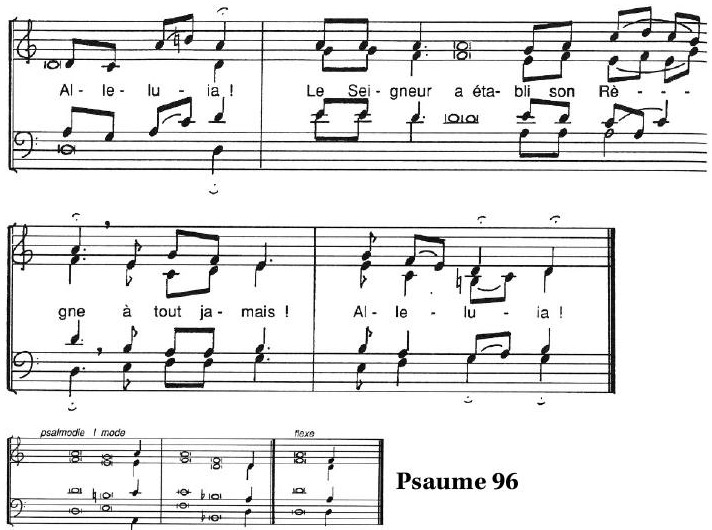 Al- le- lu - ia ! Le Sei - gneur a éta- bli son Rè - - -
gne à tout ja- mais ! Al- le - lu - ia !
psalmodie I mode flexe
Psaume 96